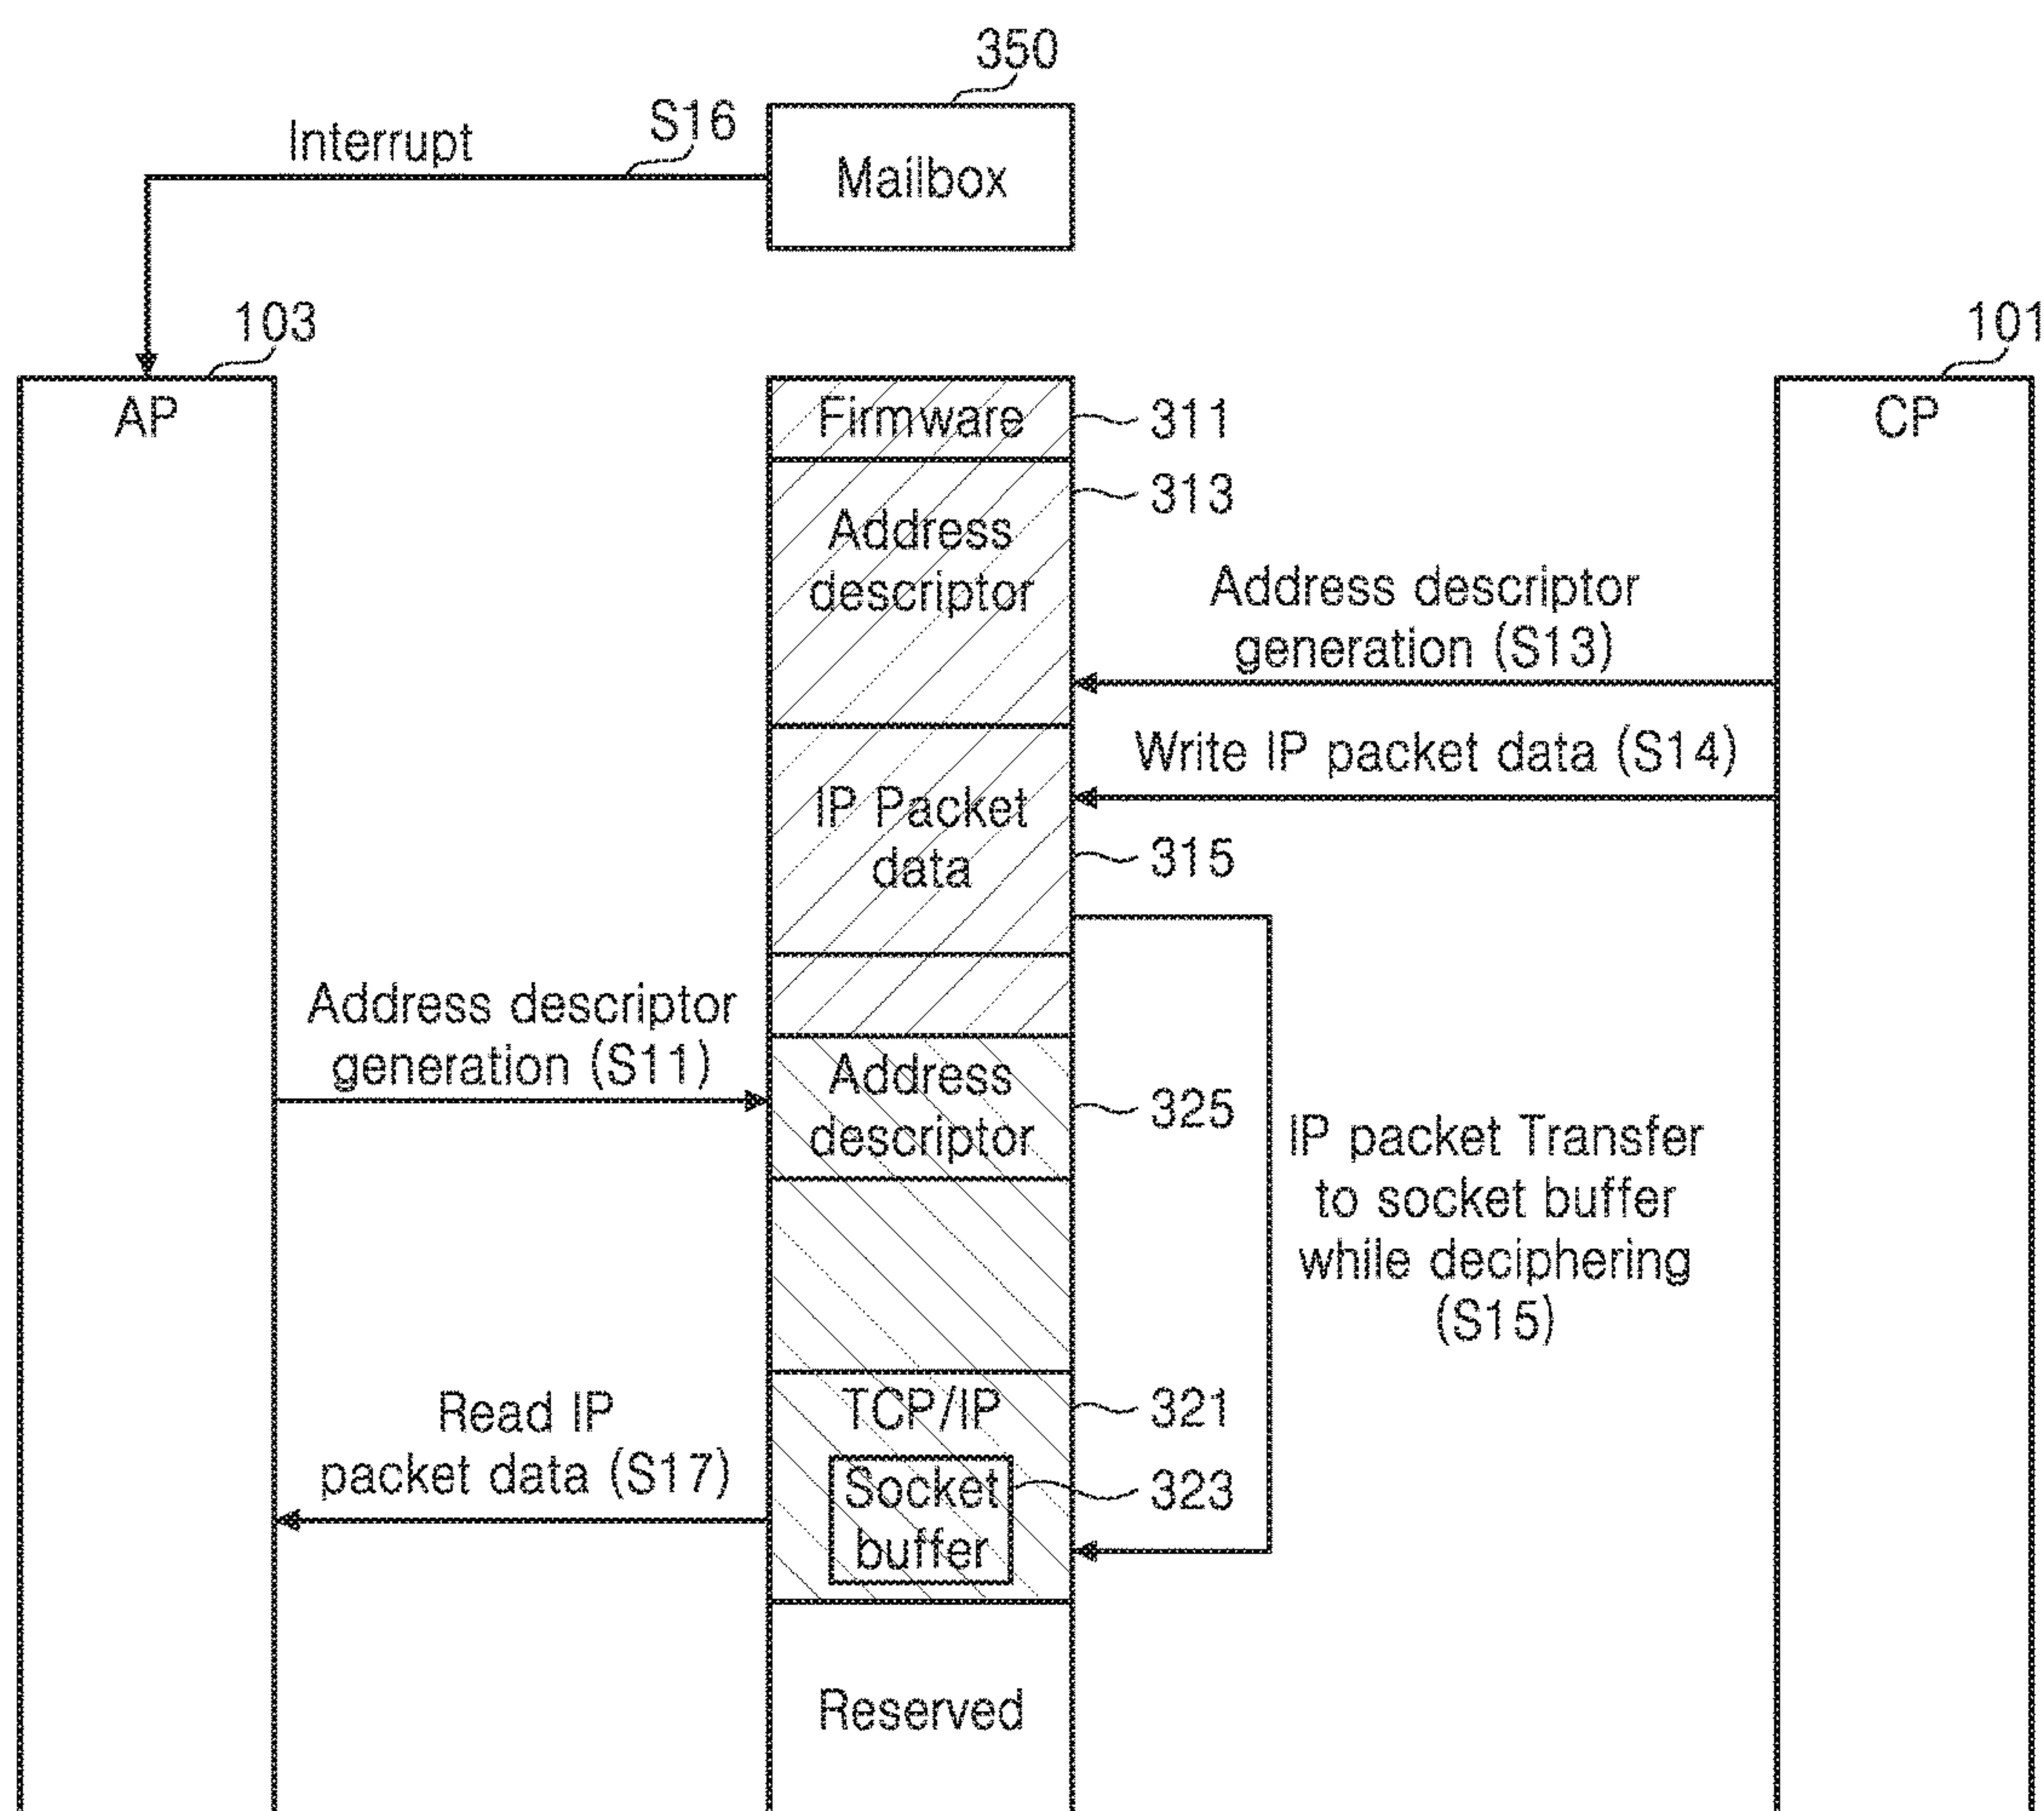 350
S16
Interrupt
Mailbox
103
101
AP
Firmware
311
CP
313
Address
descriptor
Address descriptor
generation (S13)
Write IP packet data (S14)
IP Packet
data
315
Address descriptor
generation (S11)
Address
descriptor
325
IP packet Transfer
to socket buffer
while deciphering
(S15)
Read IP
packet data (S17)
TCP/IP
321
Socket
buffer
323
Reserved